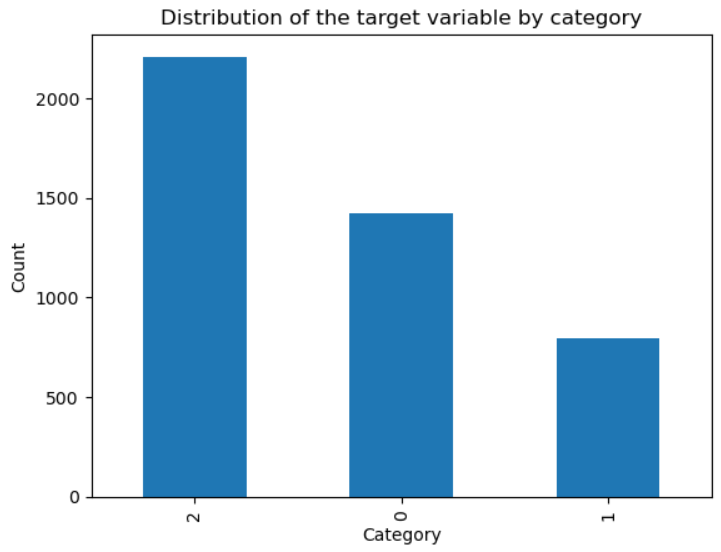 Distribution of the target variable by category
2000
1500
1000
500
0
Count
2 0 1
Category